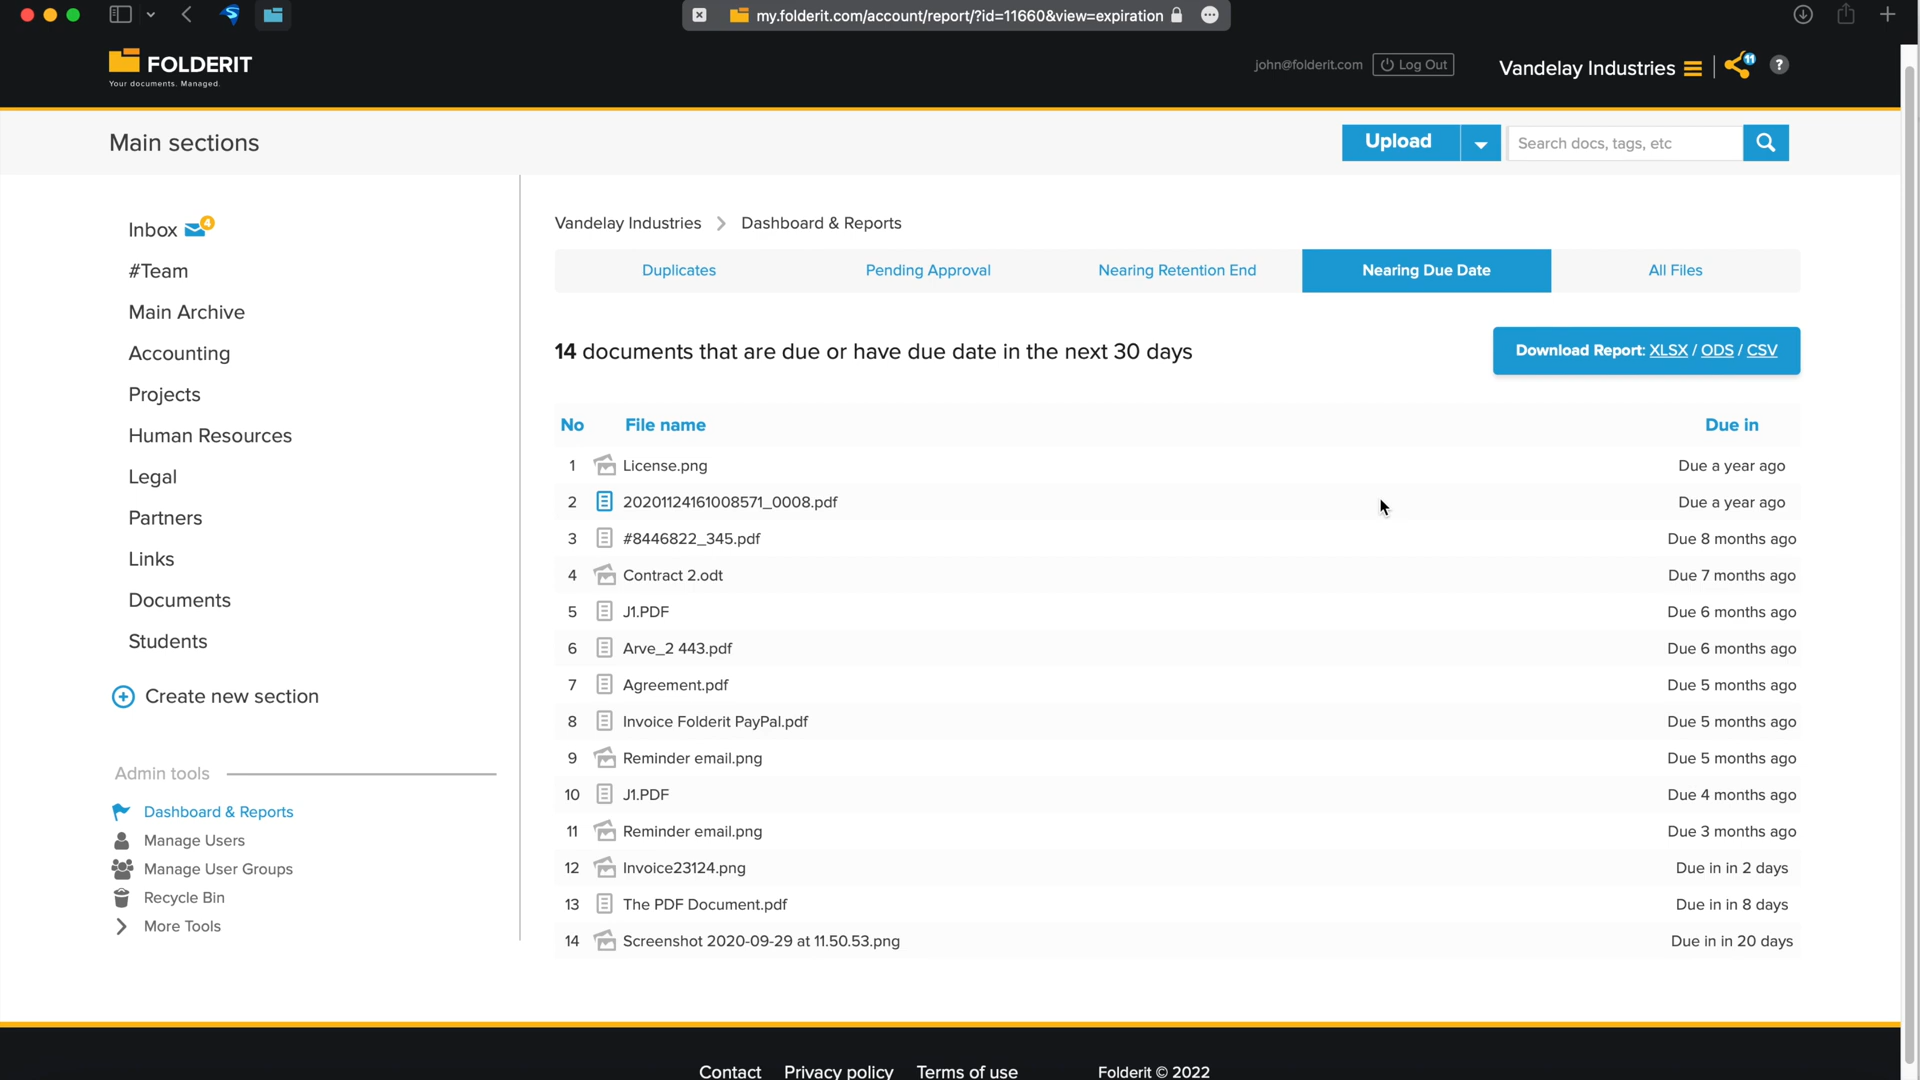 my.folderit.com/account/report/?id=11660&view=expiration
FOLDERIT
Your documents. Managed.
john@folderit.com
Log Out
Vandelay Industries
11
?
Main sections
Upload
Search docs, tags, etc
Inbox 4
#Team
Main Archive
Accounting
Projects
Human Resources
Legal
Partners
Links
Documents
Students
Create new section
Admin tools
Dashboard & Reports
Manage Users
Manage User Groups
Recycle Bin
More Tools
Vandelay Industries > Dashboard & Reports
Duplicates Pending Approval Nearing Retention End Nearing Due Date All Files
14 documents that are due or have due date in the next 30 days
Download Report: XLSX / ODS / CSV
No File name Due in
1 License.png Due a year ago
2 20201124161008571_0008.pdf Due a year ago
3 #8446822_345.pdf Due 8 months ago
4 Contract 2.odt Due 7 months ago
5 J1.PDF Due 6 months ago
6 Arve_2 443.pdf Due 6 months ago
7 Agreement.pdf Due 5 months ago
8 Invoice Folderit PayPal.pdf Due 5 months ago
9 Reminder email.png Due 5 months ago
10 J1.PDF Due 4 months ago
11 Reminder email.png Due 3 months ago
12 Invoice23124.png Due in in 2 days
13 The PDF Document.pdf Due in in 8 days
14 Screenshot 2020-09-29 at 11.50.53.png Due in in 20 days
Contact Privacy policy Terms of use Folderit © 2022